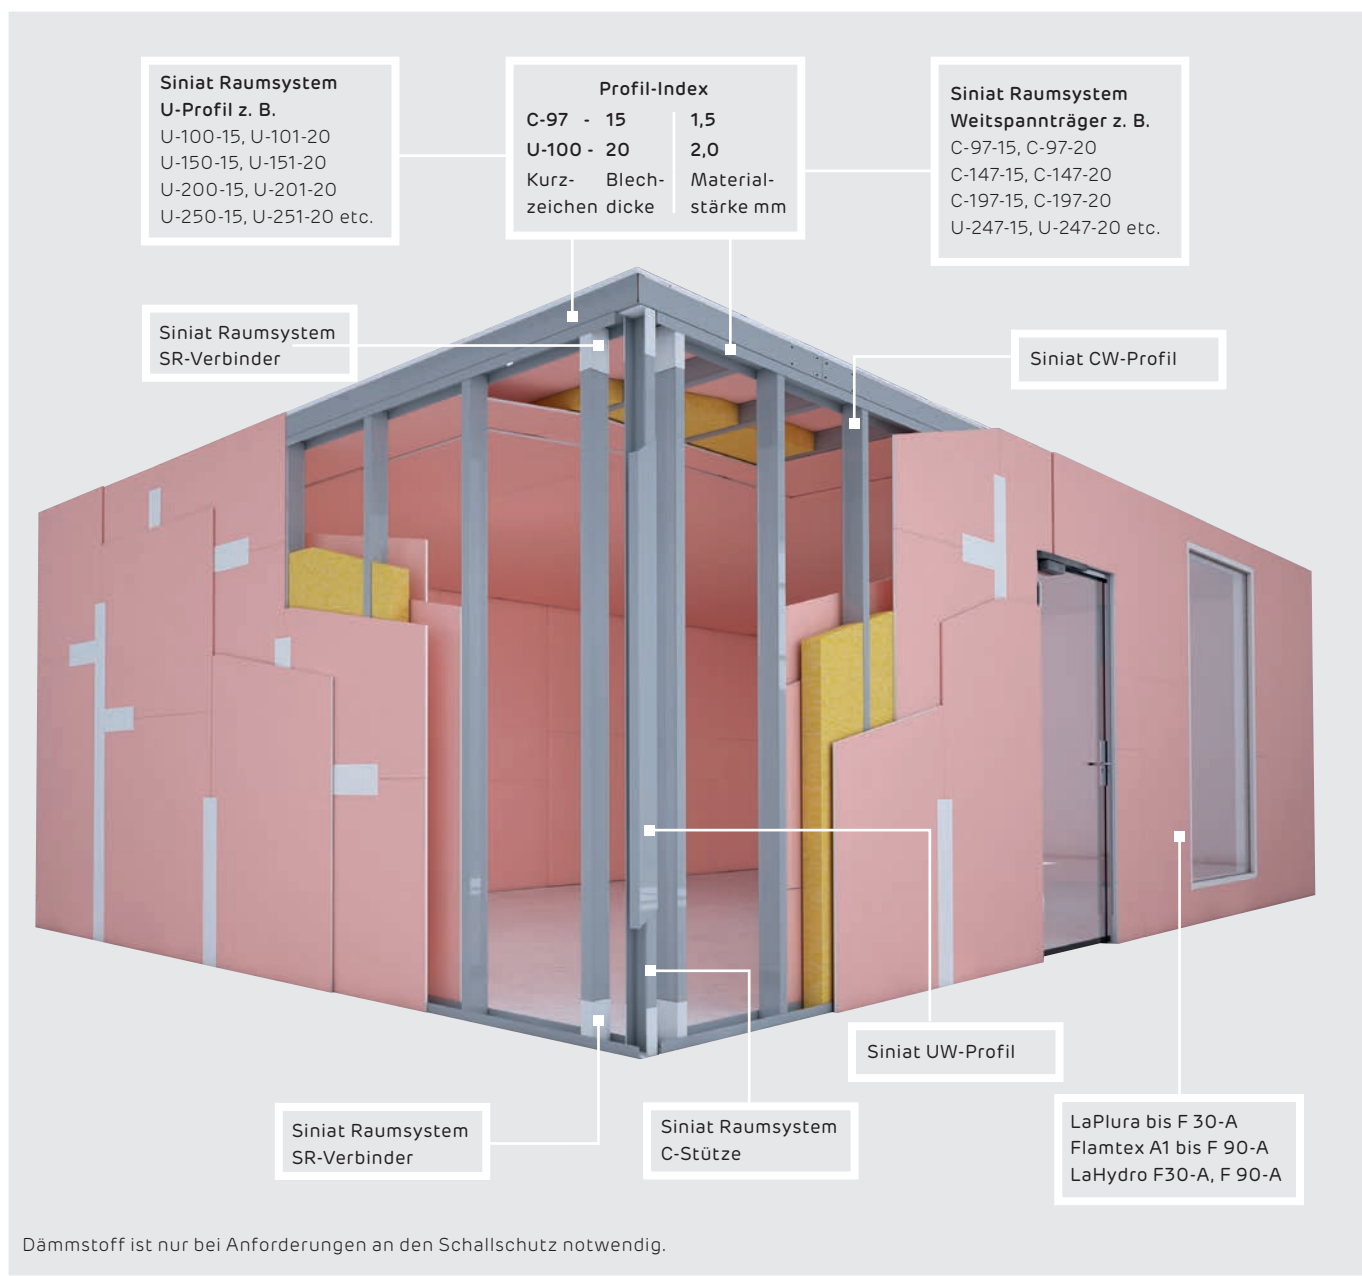 Siniat Raumsystem
U-Profil z. B.
U-100-15, U-101-20
U-150-15, U-151-20
U-200-15, U-201-20
U-250-15, U-251-20 etc.
Profil-Index
C-97 - 15 1,5
U-100 - 20 2,0
Kurz- Blech- Material-
zeichen dicke stärke mm
Siniat Raumsystem
Weitspannträger z. B.
C-97-15, C-97-20
C-147-15, C-147-20
C-197-15, C-197-20
U-247-15, U-247-20 etc.
Siniat Raumsystem
SR-Verbinder
Siniat CW-Profil
Siniat UW-Profil
Siniat Raumsystem
SR-Verbinder
Siniat Raumsystem
C-Stütze
LaPlura bis F 30-A
Flamtex A1 bis F 90-A
LaHydro F30-A, F 90-A
Dämmstoff ist nur bei Anforderungen an den Schallschutz notwendig.